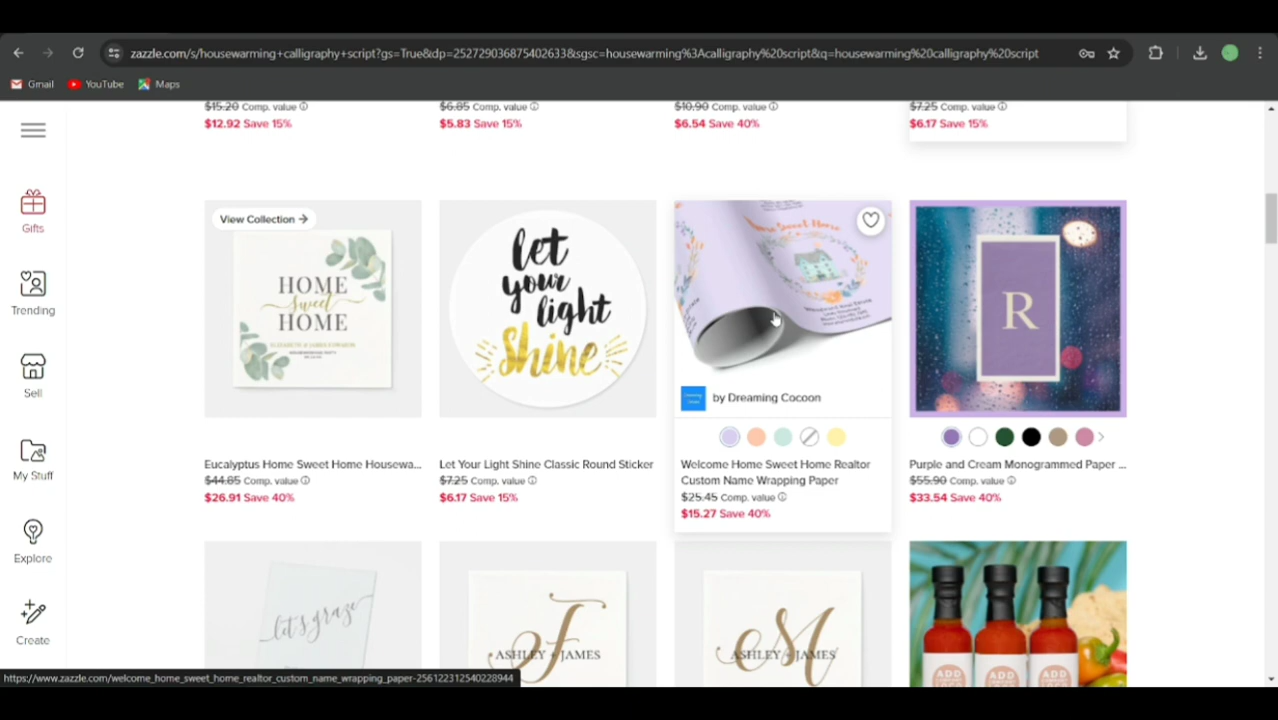 zazzle.com/s/housewarming+calligraphy+script?gs=True&dp=252729036875402633&sgsc=housewarming%3Acalligraphy%20script&q=housewarming%20calligraphy%20script
Gmail YouTube Maps
$15.20 Comp. value
$12.92 Save 15%
$6.85 Comp. value
$5.83 Save 15%
$10.90 Comp. value
$6.54 Save 40%
$7.25 Comp. value
$6.17 Save 15%
Gifts
Trending
Sell
My Stuff
Explore
Create
View Collection →
HOME
sweet
HOME
Eucalyptus Home Sweet Home Housewa...
$44.85 Comp. value
$26.91 Save 40%
let
your
light
Shine
Let Your Light Shine Classic Round Sticker
$7.25 Comp. value
$6.17 Save 15%
Sweet Home
by Dreaming Cocoon
Welcome Home Sweet Home Realtor
Custom Name Wrapping Paper
$25.45 Comp. value
$15.27 Save 40%
R
Purple and Cream Monogrammed Paper ...
$55.90 Comp. value
$33.54 Save 40%
let's graze
J
ASHLEY + JAMES
M
ASHLEY + JAMES
ADD
ADD
ADD
https://www.zazzle.com/welcome_home_sweet_home_realtor_custom_name_wrapping_paper-256122312540228944